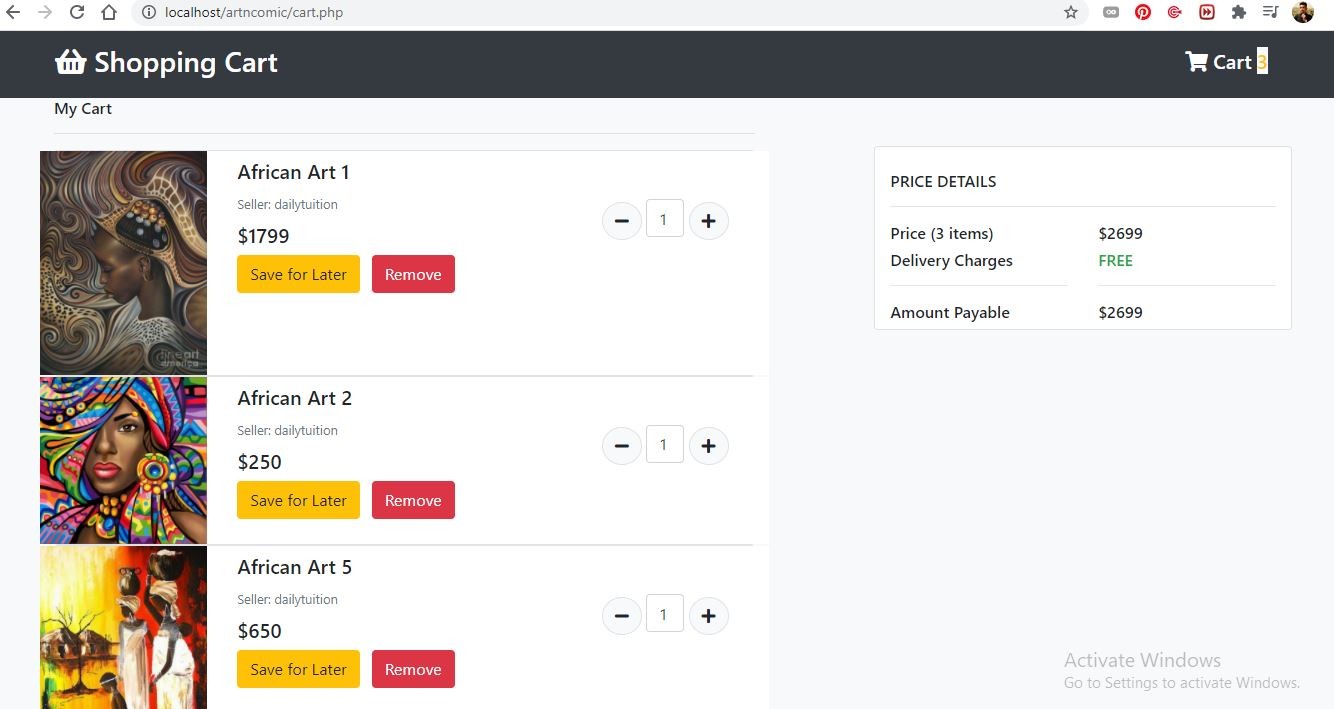 localhost/artncomic/cart.php
Shopping Cart
Cart 3
My Cart
African Art 1
Seller: dailytuition
$1799
Save for Later
Remove
1
fine art
america
African Art 2
Seller: dailytuition
$250
Save for Later
Remove
1
African Art 5
Seller: dailytuition
$650
Save for Later
Remove
1
PRICE DETAILS
Price (3 items) $2699
Delivery Charges FREE
Amount Payable $2699
Activate Windows
Go to Settings to activate Windows.